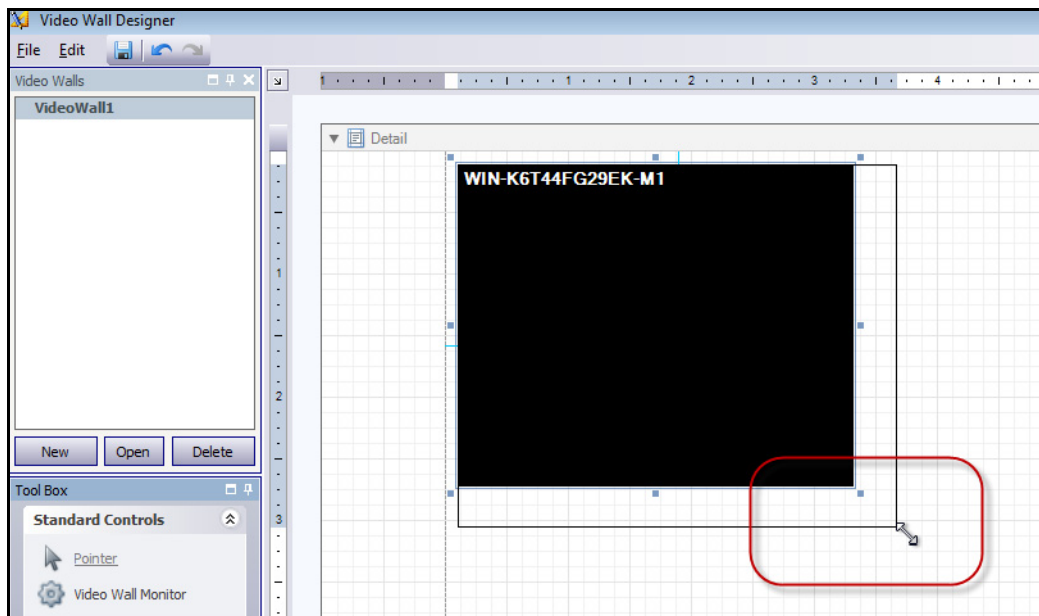 Video Wall Designer
File Edit
Video Walls
VideoWall1
New Open Delete
Tool Box
Standard Controls
Pointer
Video Wall Monitor
1 1 2 3 4
Detail
WIN-K6T44FG29EK-M1
1
2
3